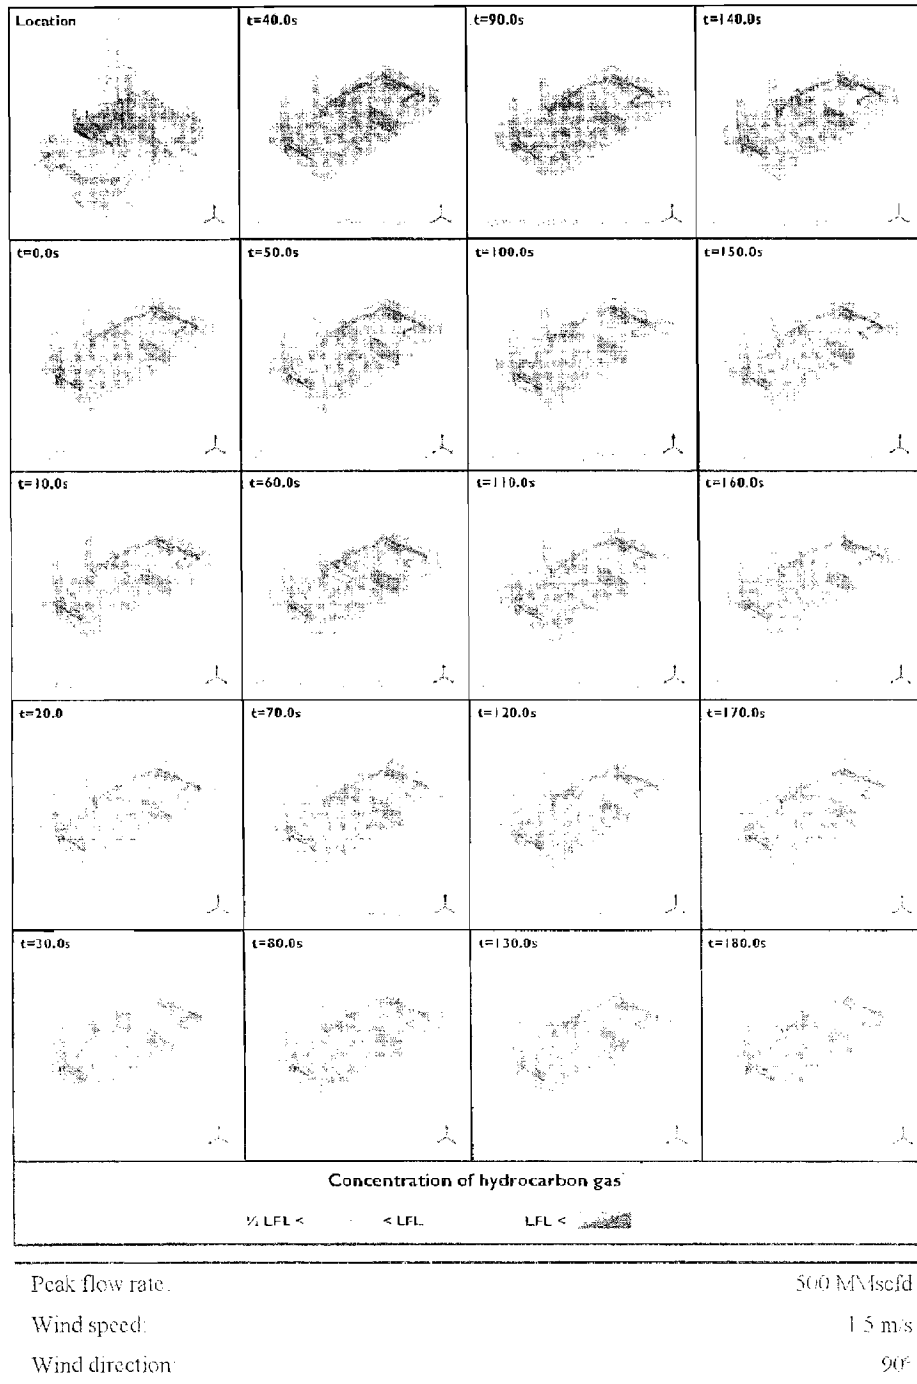 Location
t=40.0s
t=90.0s
t=140.0s
t=0.0s
t=50.0s
t=100.0s
t=150.0s
t=10.0s
t=60.0s
t=110.0s
t=160.0s
t=20.0
t=70.0s
t=120.0s
t=170.0s
t=30.0s
t=80.0s
t=130.0s
t=180.0s
Concentration of hydrocarbon gas
½ LFL < < LFL LFL <
Peak flow rate: 500 MMscfd
Wind speed: 1.5 m/s
Wind direction: 90°